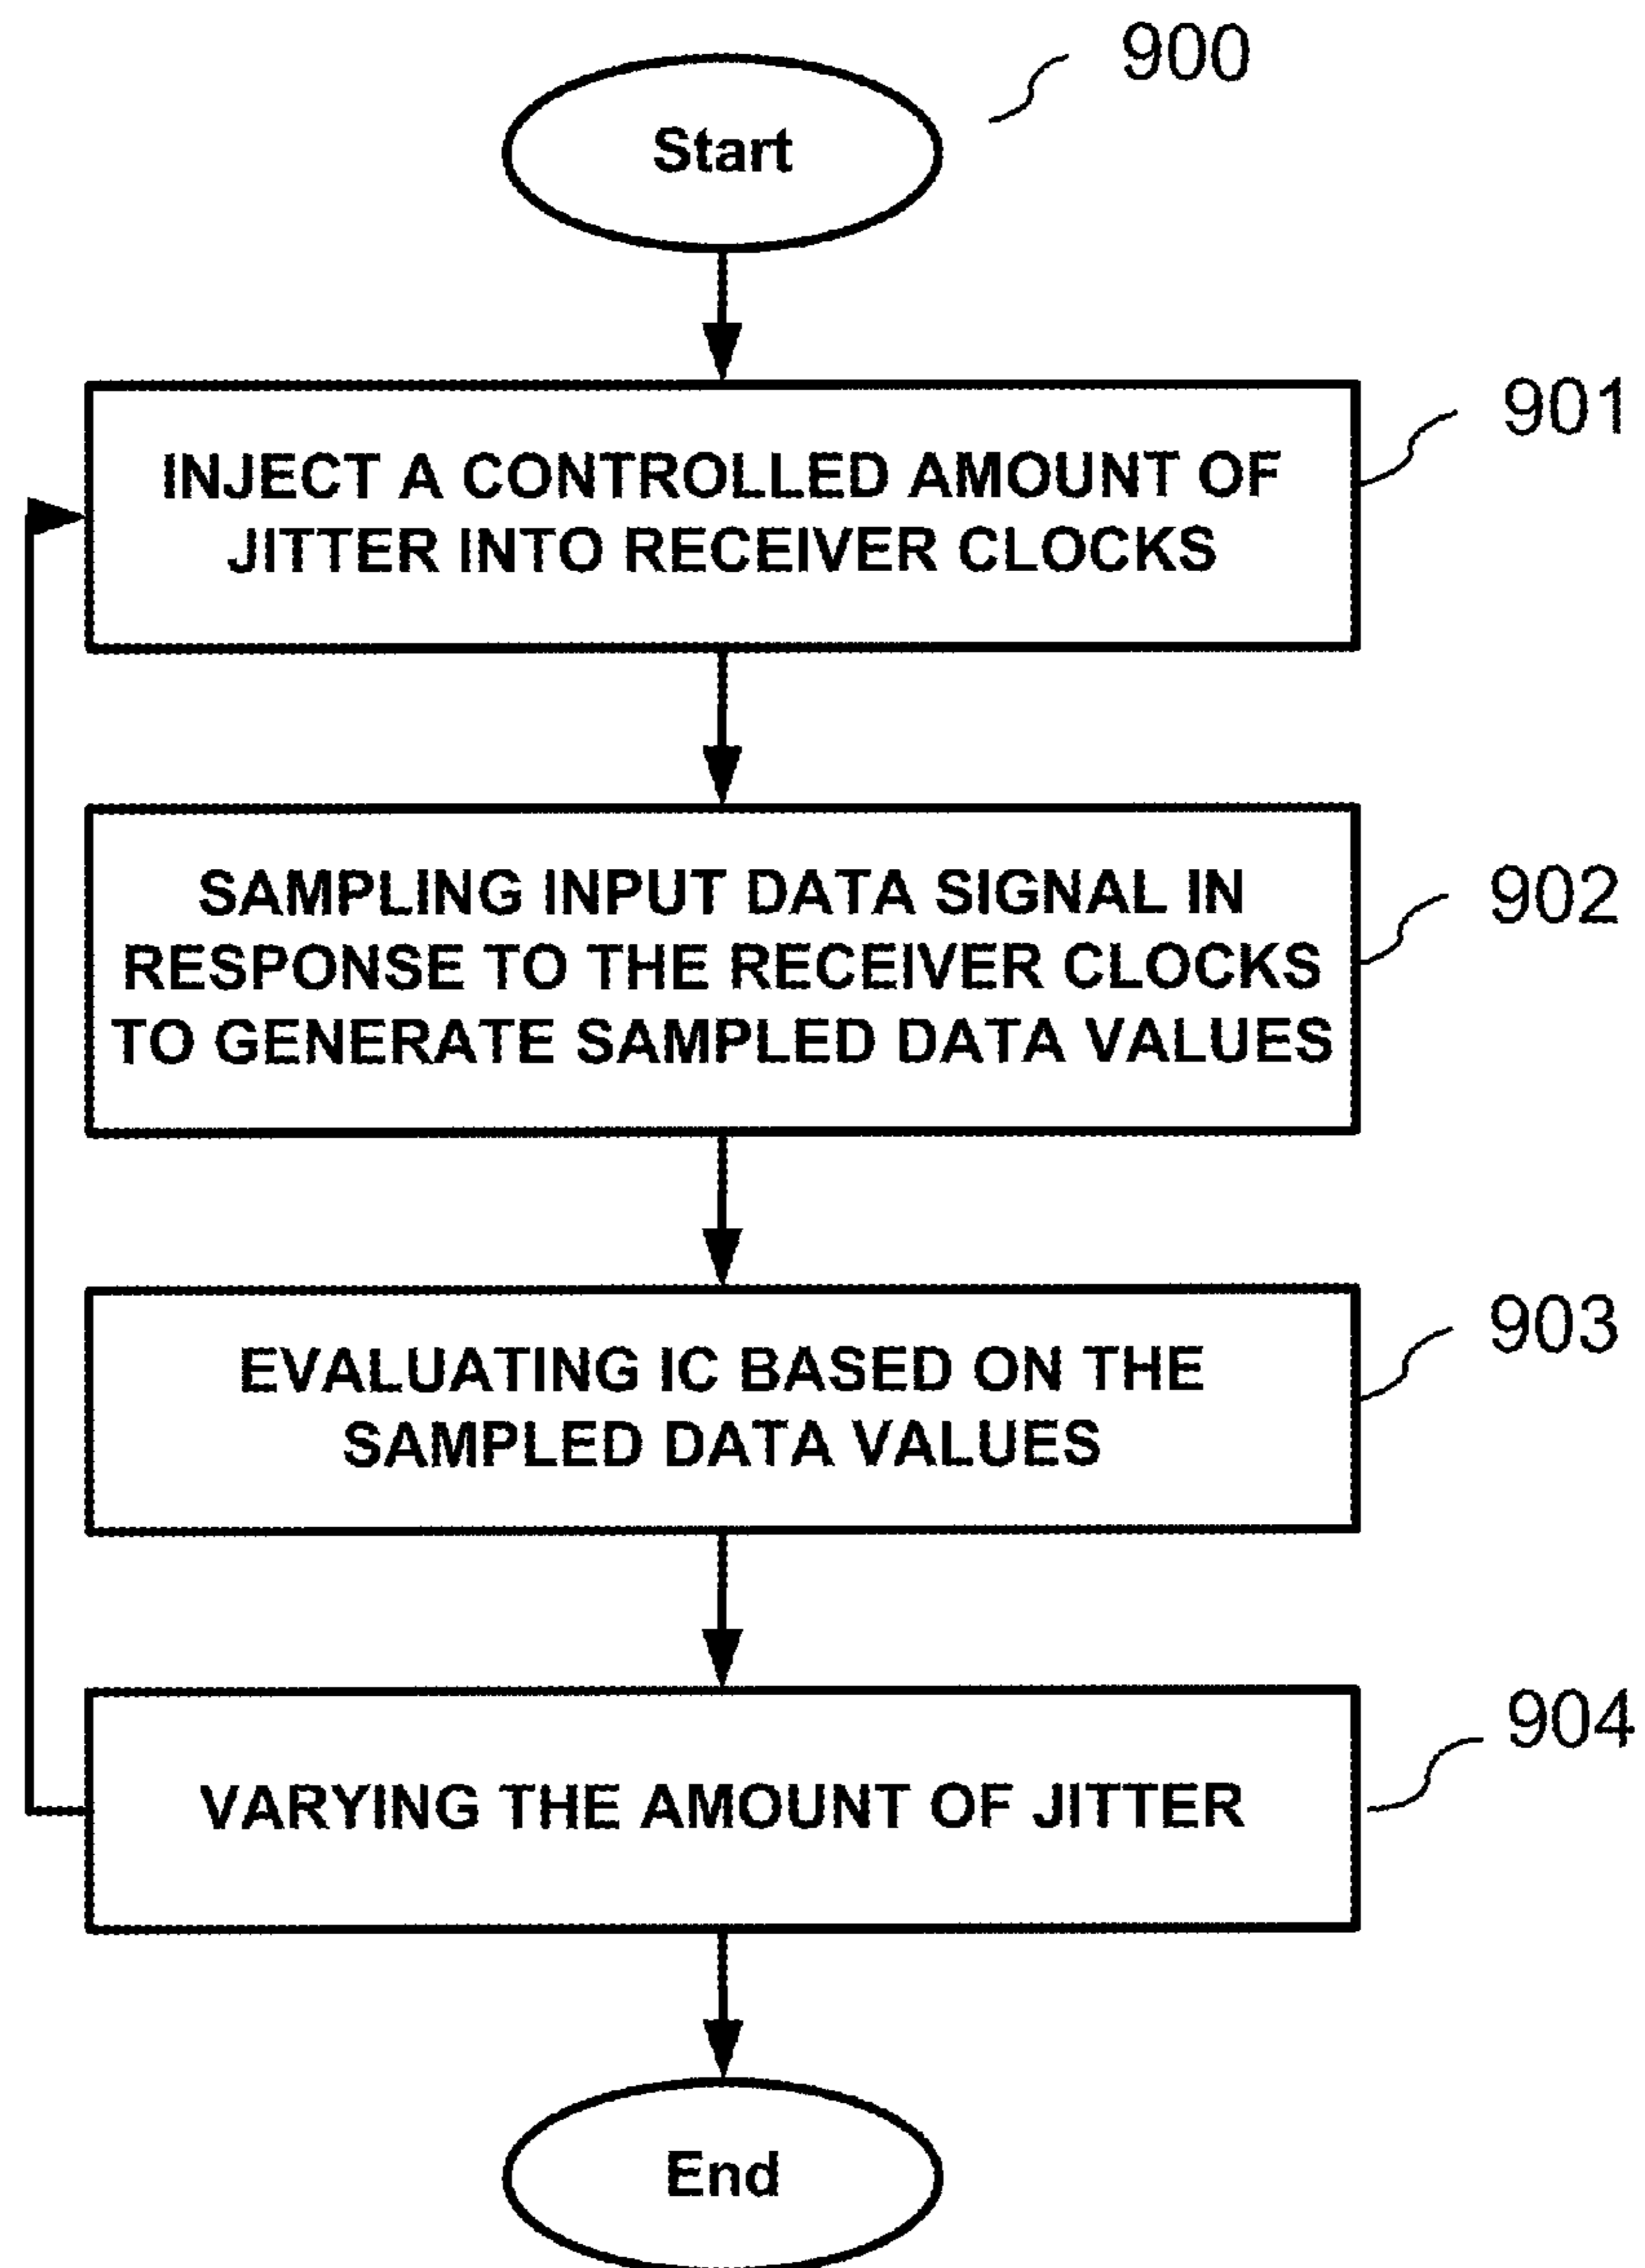 900
Start
901
INJECT A CONTROLLED AMOUNT OF
JITTER INTO RECEIVER CLOCKS
902
SAMPLING INPUT DATA SIGNAL IN
RESPONSE TO THE RECEIVER CLOCKS
TO GENERATE SAMPLED DATA VALUES
903
EVALUATING IC BASED ON THE
SAMPLED DATA VALUES
904
VARYING THE AMOUNT OF JITTER
End